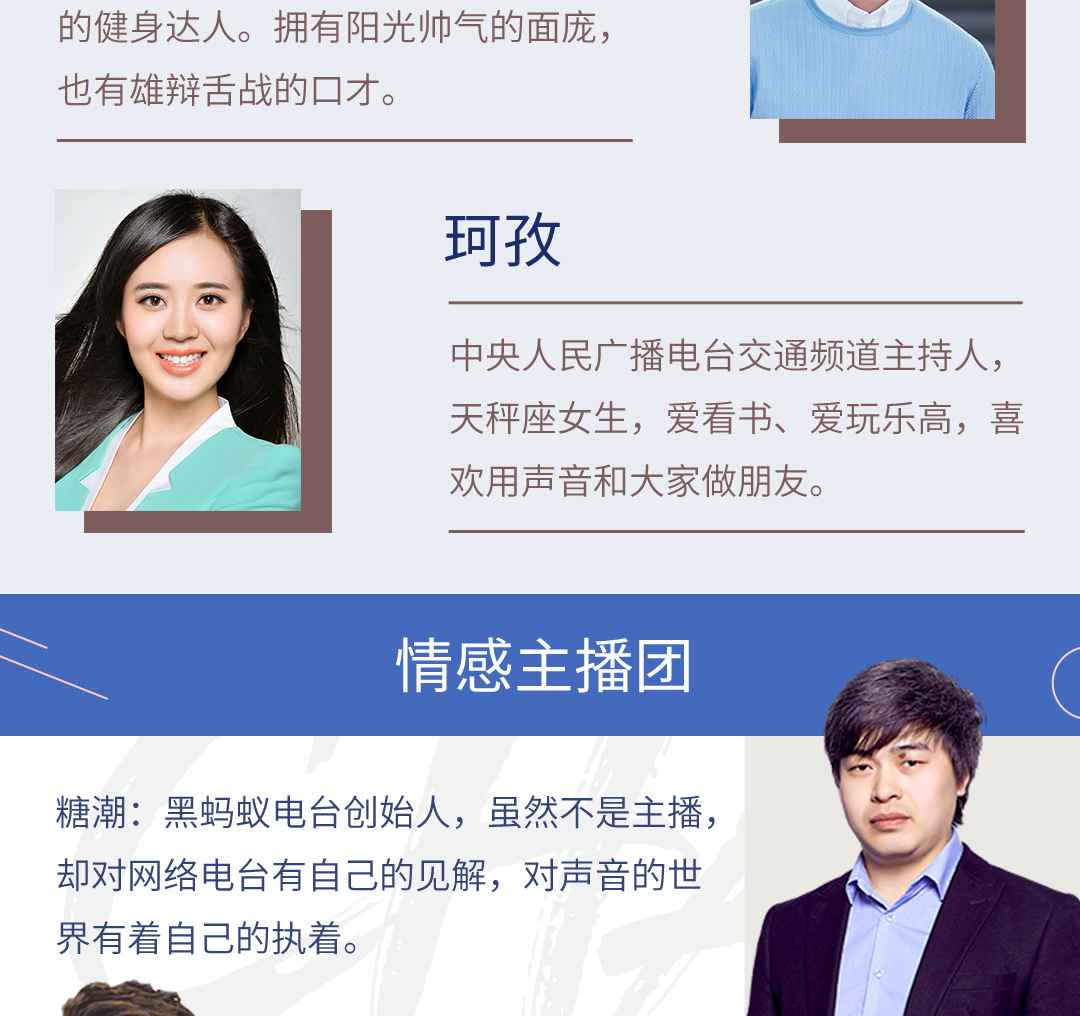 的健身达人。拥有阳光帅气的面庞，
也有雄辩舌战的口才。
珂孜
中央人民广播电台交通频道主持人，
天秤座女生，爱看书、爱玩乐高，喜
欢用声音和大家做朋友。
情感主播团
糖潮：黑蚂蚁电台创始人，虽然不是主播，
却对网络电台有自己的见解，对声音的世
界有着自己的执着。